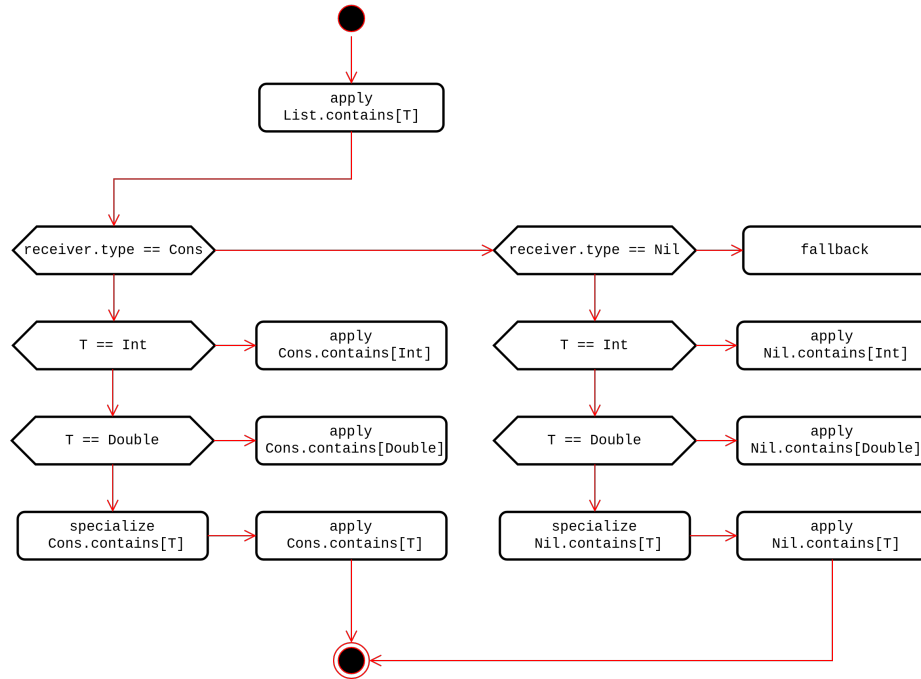 apply
List.contains[T]
receiver.type == Cons
receiver.type == Nil
fallback
T == Int
apply
Cons.contains[Int]
T == Int
apply
Nil.contains[Int]
T == Double
apply
Cons.contains[Double]
T == Double
apply
Nil.contains[Double]
specialize
Cons.contains[T]
apply
Cons.contains[T]
specialize
Nil.contains[T]
apply
Nil.contains[T]